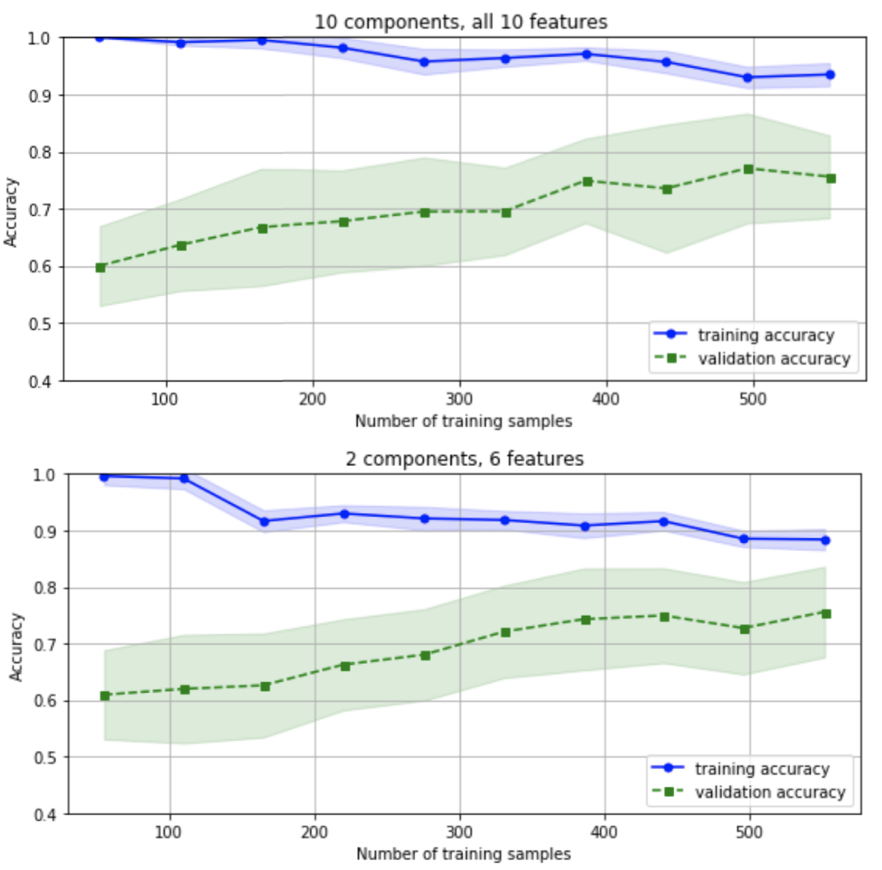 10 components, all 10 features
1.0
0.9
0.8
0.7
0.6
0.5
0.4
Accuracy
training accuracy
validation accuracy
100 200 300 400 500
Number of training samples
2 components, 6 features
1.0
0.9
0.8
0.7
0.6
0.5
0.4
Accuracy
training accuracy
validation accuracy
100 200 300 400 500
Number of training samples